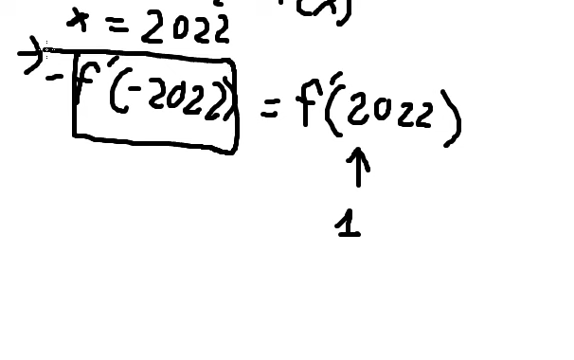 x = 2022
→ - f'(-2022) = f'(2022)
↑
1